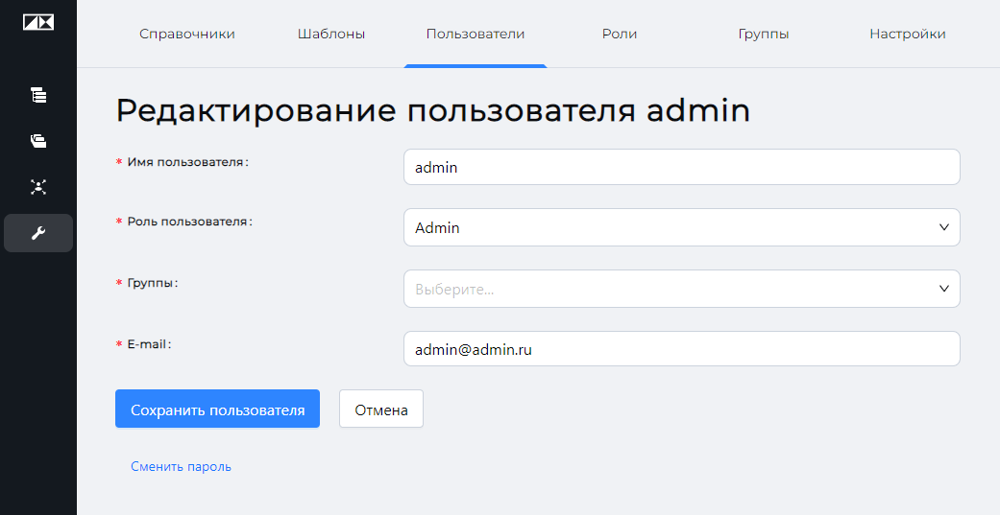 Справочники Шаблоны Пользователи Роли Группы Настройки
Редактирование пользователя admin
* Имя пользователя: admin
* Роль пользователя: Admin
* Группы: Выберите...
* E-mail: admin@admin.ru
Сохранить пользователя Отмена
Сменить пароль